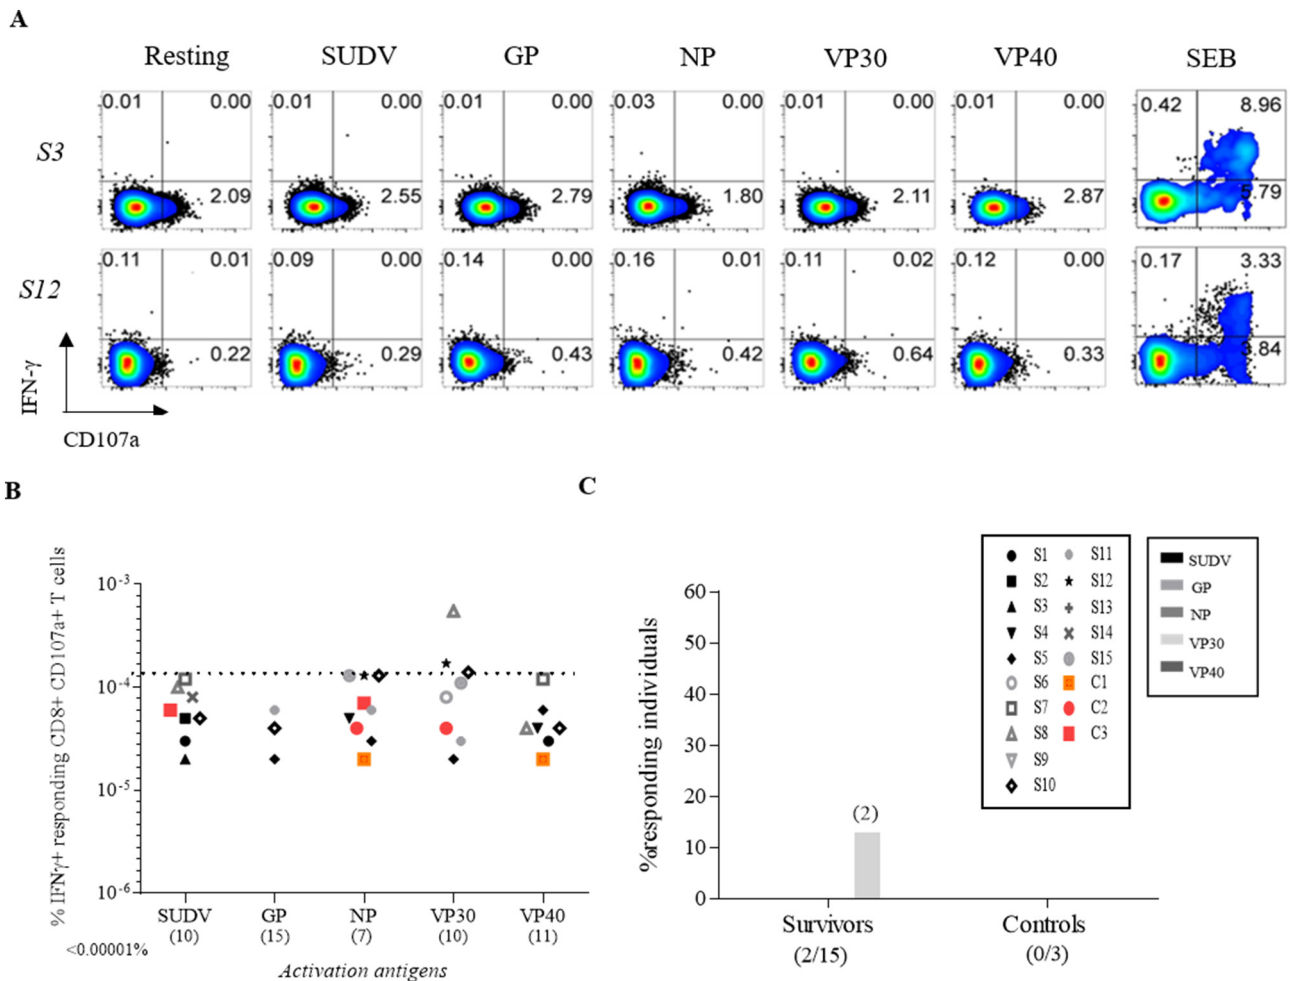 A
Resting SUDV GP NP VP30 VP40 SEB
0.01 0.00 0.01 0.00 0.01 0.00 0.03 0.00 0.01 0.00 0.01 0.00 0.42 8.96
S3
2.09 2.55 2.79 1.80 2.11 2.87 5.79
0.11 0.01 0.09 0.00 0.14 0.00 0.16 0.01 0.11 0.02 0.12 0.00 0.17 3.33
S12
0.22 0.29 0.43 0.42 0.64 0.33 3.84
IFN-γ
CD107a
B
% IFN-γ+ responding CD8+ CD107a+ T cells
10-3
10-4
10-5
10-6
SUDV GP NP VP30 VP40
(10) (15) (7) (10) (11)
<0.00001%
Activation antigens
C
%responding individuals
60
50
40
30
20
10
0
(2)
Survivors Controls
(2/15) (0/3)
S1 S11
S2 S12
S3 S13
S4 S14
S5 S15
S6 C1
S7 C2
S8 C3
S9
S10
SUDV
GP
NP
VP30
VP40